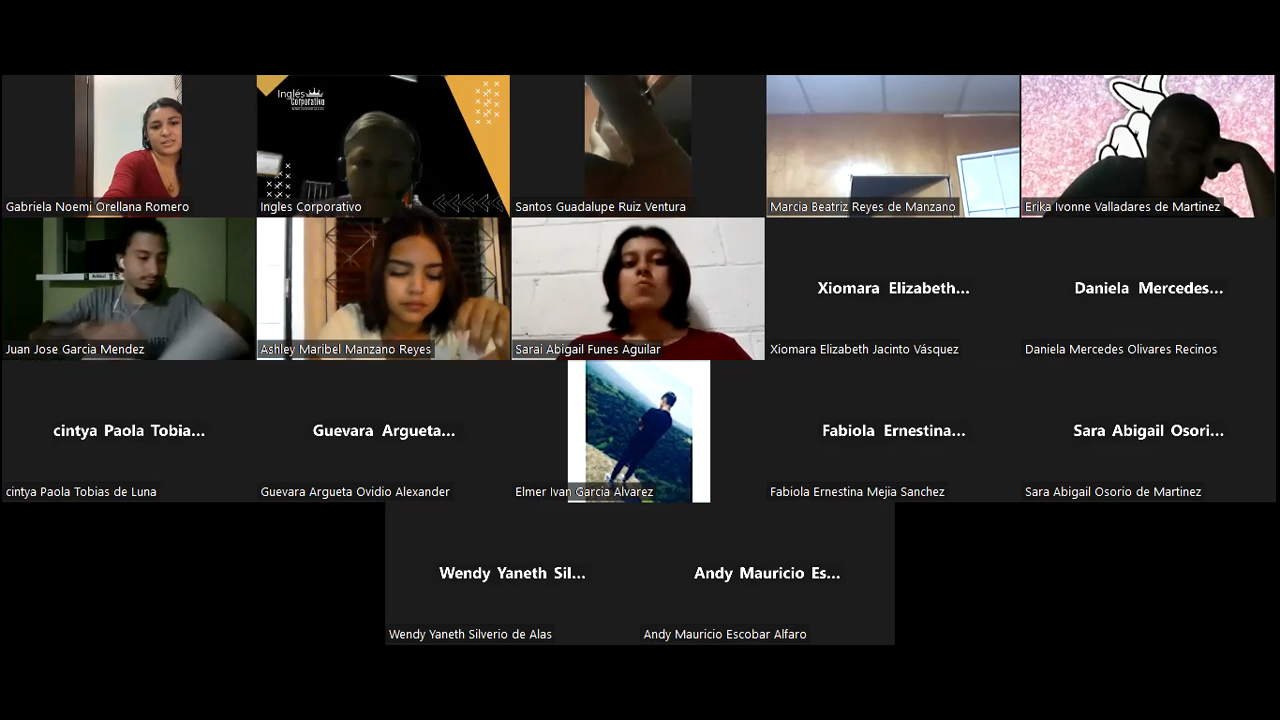 Inglés
Corporativo
Gabriela Noemi Orellana Romero
Ingles Corporativo
Santos Guadalupe Ruiz Ventura
Marcia Beatriz Reyes de Manzano
Erika Ivonne Valladares de Martinez
Juan Jose Garcia Mendez
Ashley Maribel Manzano Reyes
Sarai Abigail Funes Aguilar
Xiomara Elizabeth...
Xiomara Elizabeth Jacinto Vásquez
Daniela Mercedes...
Daniela Mercedes Olivares Recinos
cintya Paola Tobia...
cintya Paola Tobias de Luna
Guevara Argueta...
Guevara Argueta Ovidio Alexander
Elmer Ivan Garcia Alvarez
Fabiola Ernestina...
Fabiola Ernestina Mejia Sanchez
Sara Abigail Osori...
Sara Abigail Osorio de Martinez
Wendy Yaneth Sil...
Wendy Yaneth Silverio de Alas
Andy Mauricio Es...
Andy Mauricio Escobar Alfaro